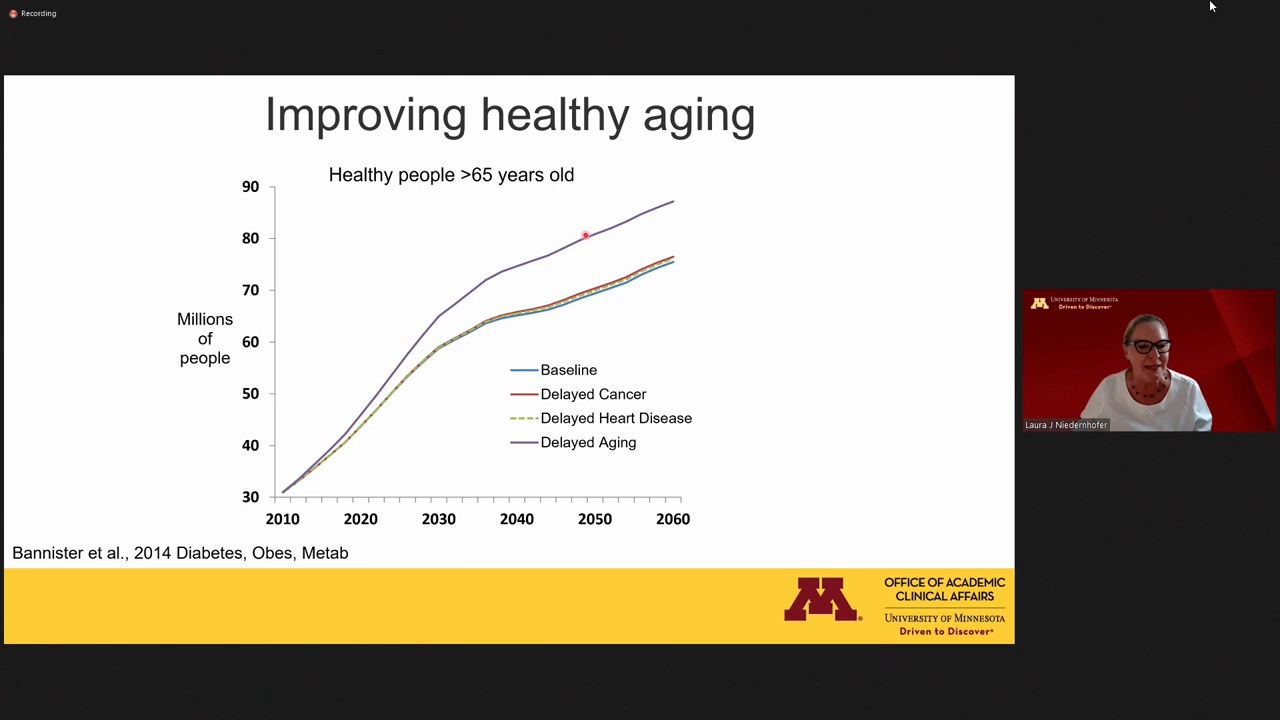 Recording
Improving healthy aging
Healthy people >65 years old
90
80
70
60
50
40
30
Millions
of
people
Baseline
Delayed Cancer
Delayed Heart Disease
Delayed Aging
2010 2020 2030 2040 2050 2060
Bannister et al., 2014 Diabetes, Obes, Metab
M®
OFFICE OF ACADEMIC
CLINICAL AFFAIRS
UNIVERSITY OF MINNESOTA
Driven to Discover®
M UNIVERSITY OF MINNESOTA
Driven to Discover®
Laura J Niedernhofer